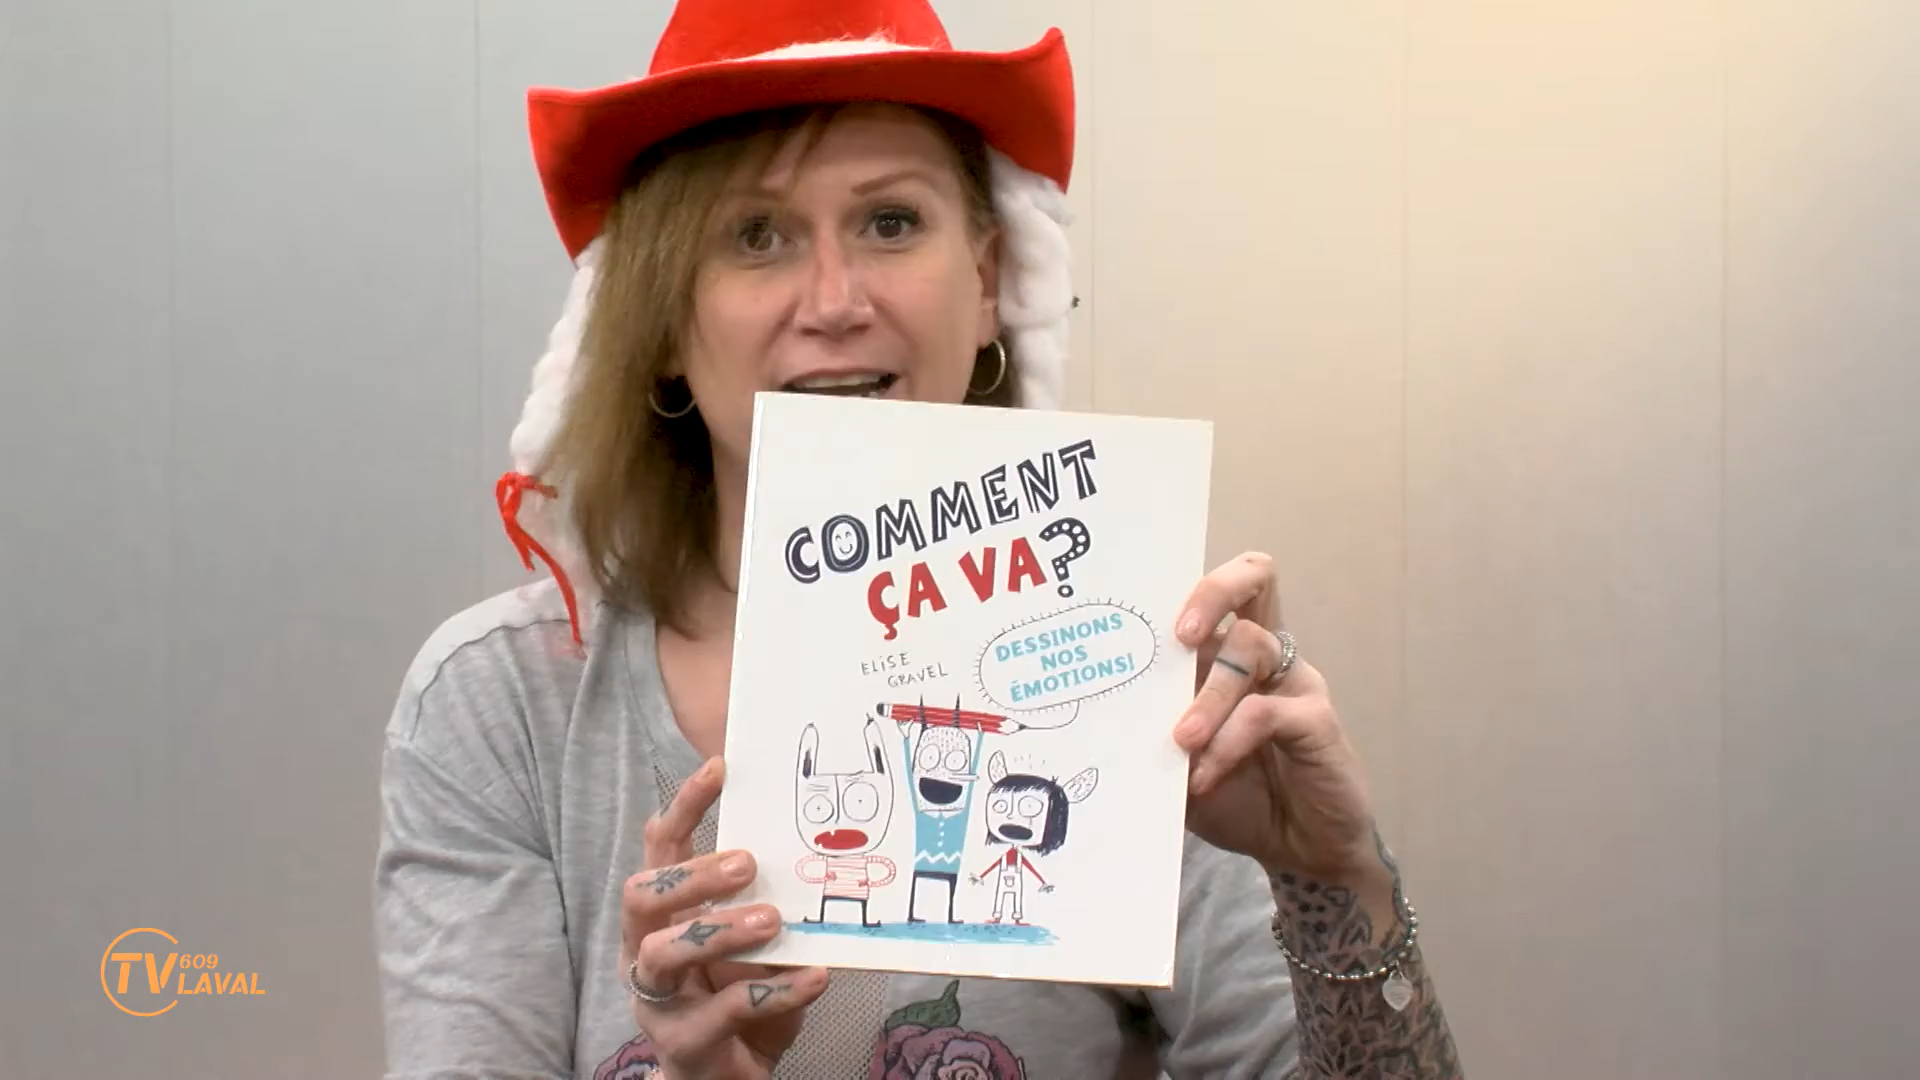 COMMENT
ÇA VA?
DESSINONS
NOS
ÉMOTIONS!
ELISE
GRAVEL
TV 609
LAVAL